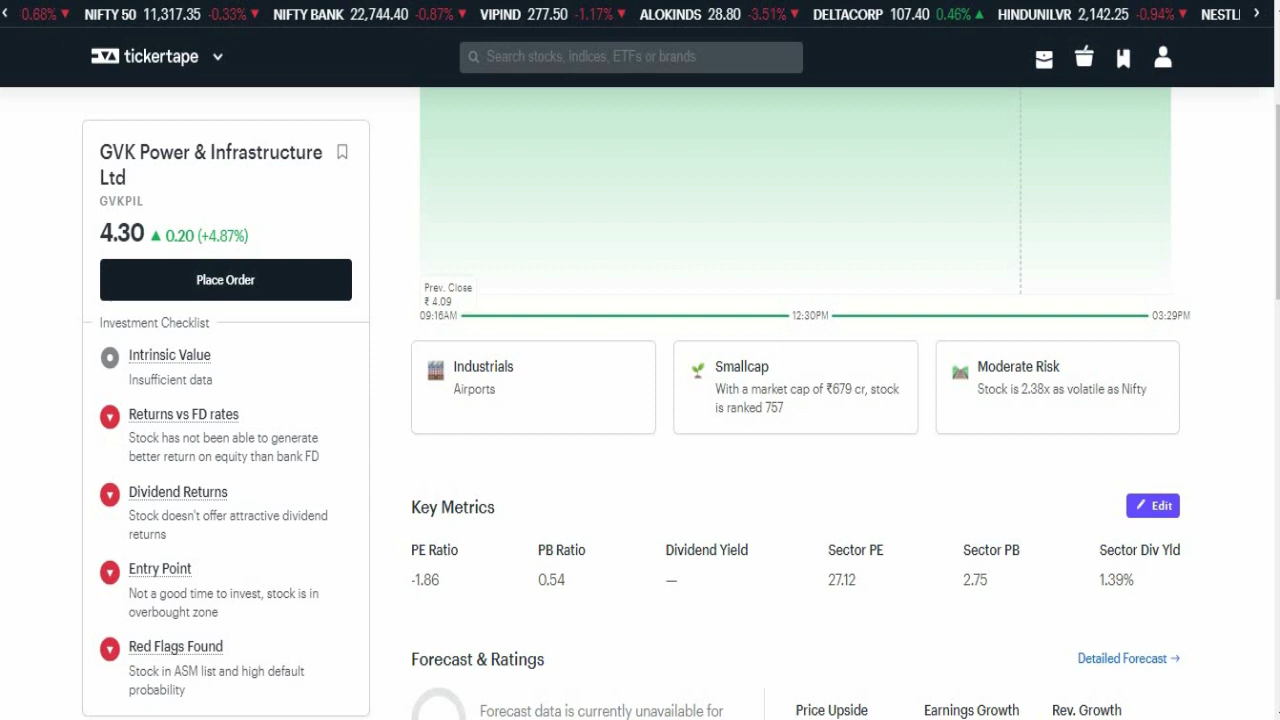 0.68% ▼ NIFTY 50 11,317.35 -0.33% ▼ NIFTY BANK 22,744.40 -0.87% ▼ VIPIND 277.50 -1.17% ▼ ALOKINDS 28.80 -3.51% ▼ DELTACORP 107.40 0.46% ▲ HINDUNILVR 2,142.25 -0.94% ▼ NESTLI
tickertape
Search stocks, indices, ETFs or brands
GVK Power & Infrastructure
Ltd
GVKPIL
4.30 ▲ 0.20 (+4.87%)
Place Order
Investment Checklist
Intrinsic Value
Insufficient data
Returns vs FD rates
Stock has not been able to generate
better return on equity than bank FD
Dividend Returns
Stock doesn't offer attractive dividend
returns
Entry Point
Not a good time to invest, stock is in
overbought zone
Red Flags Found
Stock in ASM list and high default
probability
Prev. Close
₹ 4.09
09:16AM 12:30PM 03:29PM
Industrials
Airports
Smallcap
With a market cap of ₹679 cr, stock
is ranked 757
Moderate Risk
Stock is 2.38x as volatile as Nifty
Key Metrics
Edit
PE Ratio PB Ratio Dividend Yield Sector PE Sector PB Sector Div Yld
-1.86 0.54 — 27.12 2.75 1.39%
Forecast & Ratings
Detailed Forecast →
Forecast data is currently unavailable for
Price Upside Earnings Growth Rev. Growth